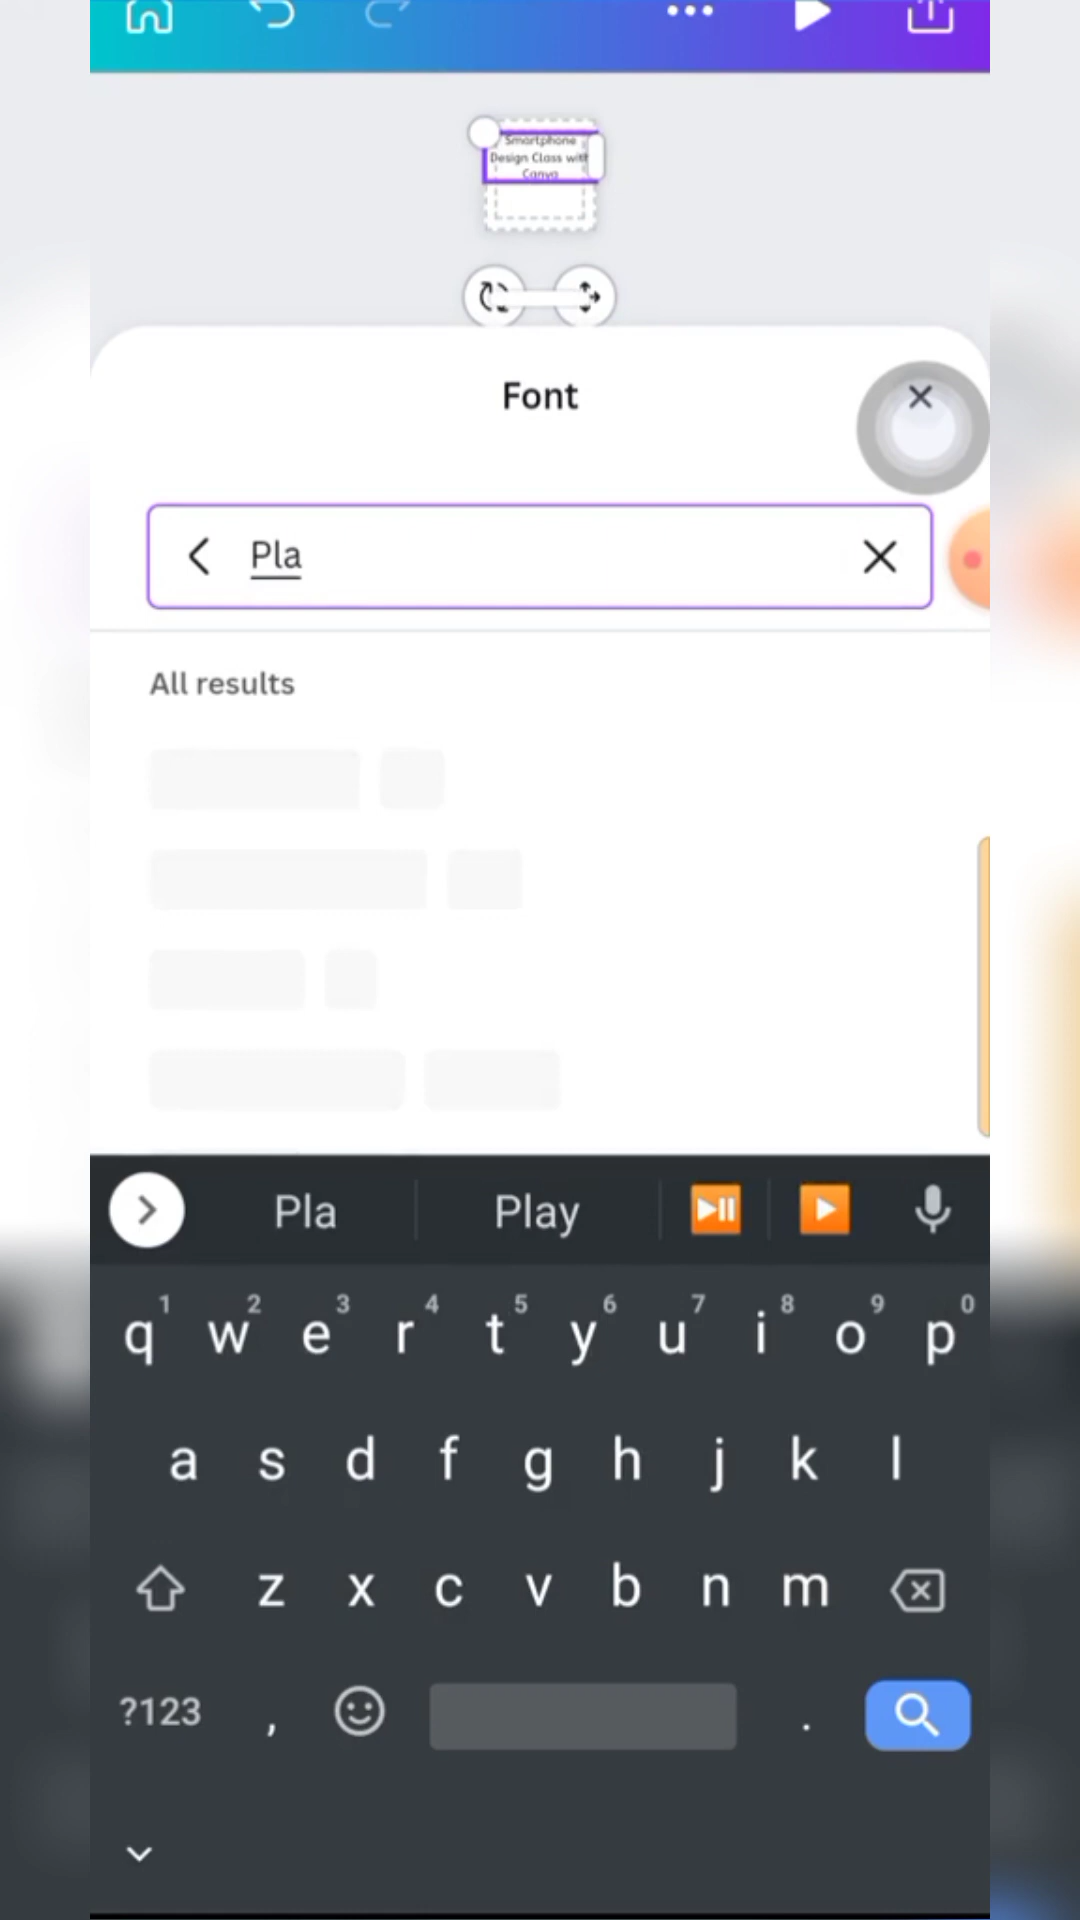 Smartphone
Design Class with
Canva
Font
Pla
All results
Pla Play
1 2 3 4 5 6 7 8 9 0
q w e r t y u i o p
a s d f g h j k l
z x c v b n m
?123 , .